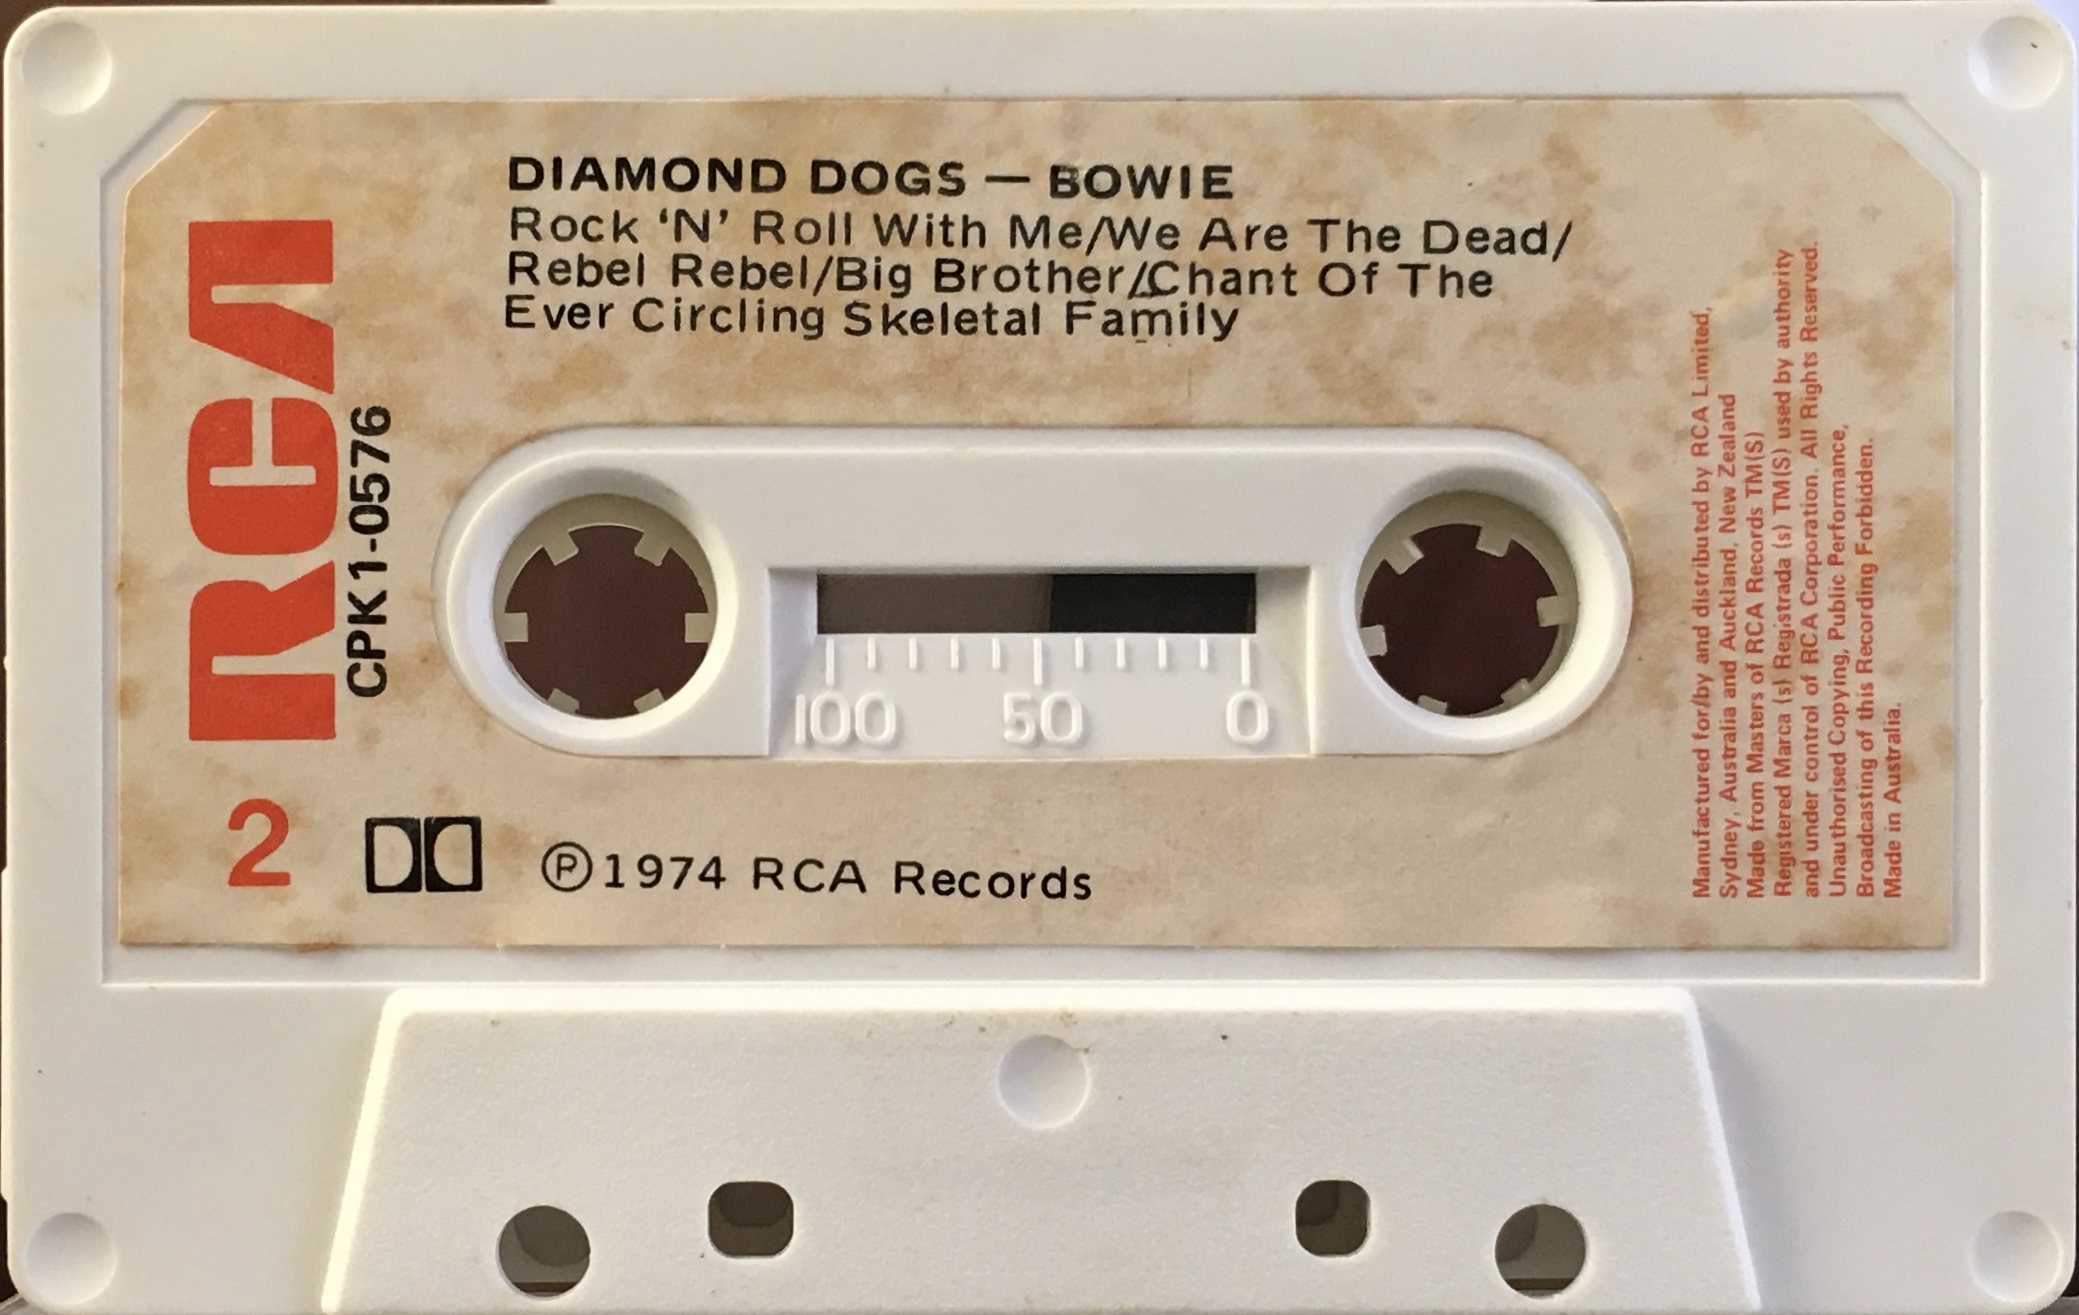 DIAMOND DOGS — BOWIE
Rock ‘N’ Roll With Me/We Are The Dead/
Rebel Rebel/Big Brother/Chant Of The
Ever Circling Skeletal Family
RCA
CPK1-0576
100 50 0
2
℗1974 RCA Records
Manufactured for/by and distributed by RCA Limited,
Sydney, Australia and Auckland, New Zealand
Made from Masters of RCA Records TM(S)
Registered Marca (s) Registrada (s) TM(S) used by authority
and under control of RCA Corporation. All Rights Reserved.
Unauthorised Copying, Public Performance,
Broadcasting of this Recording Forbidden.
Made in Australia.